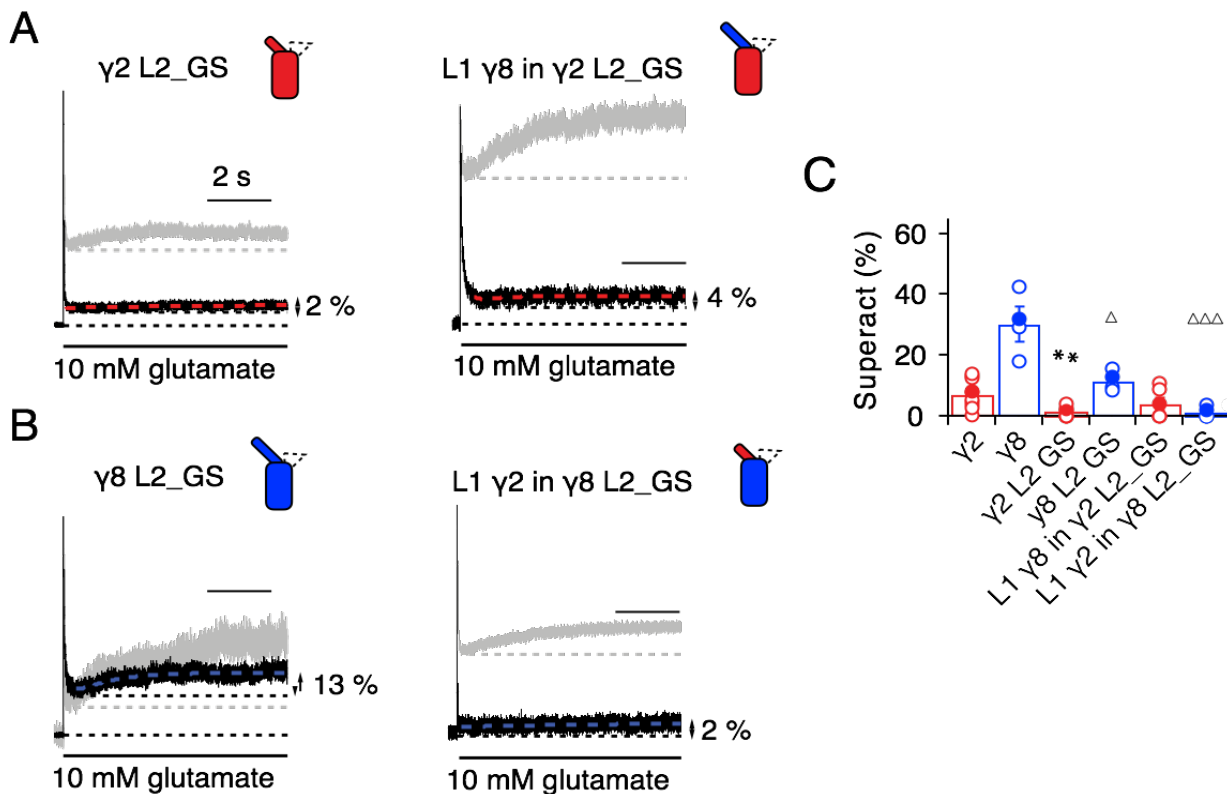 A
γ2 L2_GS
L1 γ8 in γ2 L2_GS
2 s
2 %
4 %
10 mM glutamate
10 mM glutamate
B
γ8 L2_GS
L1 γ2 in γ8 L2_GS
13 %
2 %
10 mM glutamate
10 mM glutamate
C
Superact (%)
60
40
20
0
**
△
△△△
γ2
γ8
γ2 L2 GS
y8 L2 GS
L1 γ8 in γ2 L2_GS
L1 γ2 in γ8 L2_GS